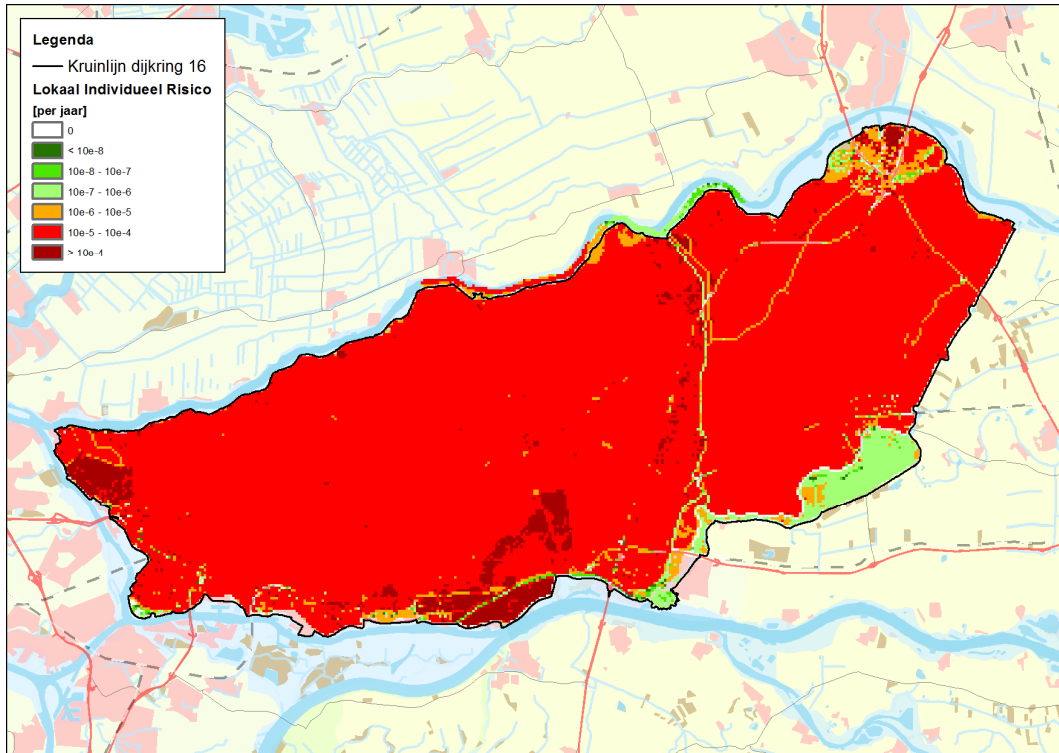 Legenda
Kruinlijn dijkring 16
Lokaal Individueel Risico
[per jaar]
0
< 10e-8
10e-8 - 10e-7
10e-7 - 10e-6
10e-6 - 10e-5
10e-5 - 10e-4
> 10e-4